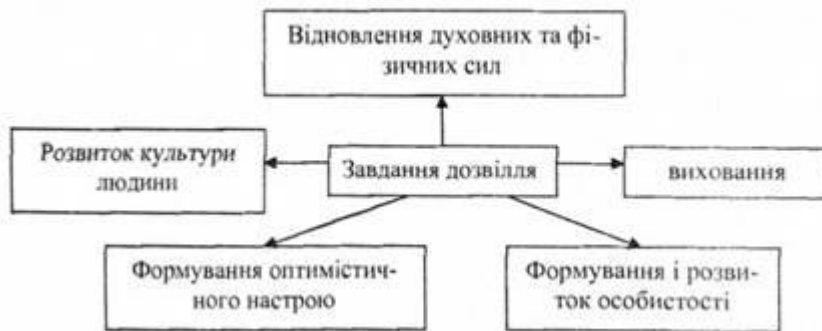 Відновлення духовних та фі-
зичних сил
Розвиток культури
людини
Завдання дозвілля
виховання
Формування оптимістич-
ного настрою
Формування і розви-
ток особистості